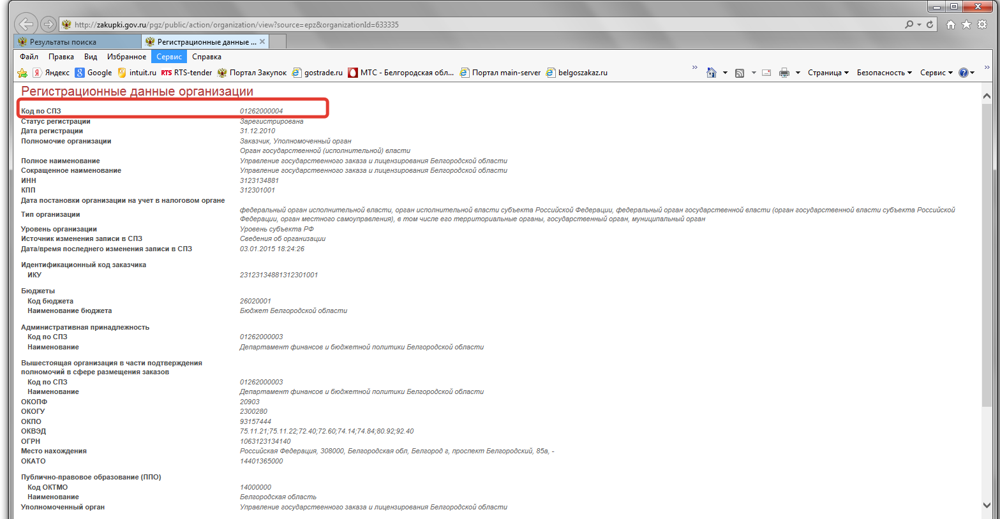 http://zakupki.gov.ru/pgz/public/action/organization/view?source=epz&organizationId=633335
Результаты поиска
Регистрационные данные ...
Файл Правка Вид Избранное Сервис Справка
Яндекс Google intuit.ru RTS RTS-tender Портал Закупок gostrade.ru МТС - Белгородская обл... Портал main-server belgoszakaz.ru » Страница Безопасность Сервис »
Регистрационные данные организации
Код по СПЗ 01262000004
Статус регистрации Зарегистрирована
Дата регистрации 31.12.2010
Полномочие организации Заказчик, Уполномоченный орган
Орган государственной (исполнительной) власти
Полное наименование Управление государственного заказа и лицензирования Белгородской области
Сокращенное наименование Управление государственного заказа и лицензирования Белгородской области
ИНН 3123134881
КПП 312301001
Дата постановки организации на учет в налоговом органе
Тип организации федеральный орган исполнительной власти, орган исполнительной власти субъекта Российской Федерации, федеральный орган государственной власти (орган государственной власти субъекта Российской
Федерации, орган местного самоуправления), в том числе его территориальные органы, государственный орган, муниципальный орган
Уровень организации Уровень субъекта РФ
Источник изменения записи в СПЗ Сведения об организации
Дата/время последнего изменения записи в СПЗ 03.01.2015 18:24:26
Идентификационный код заказчика
ИКУ 23123134881312301001
Бюджеты
Код бюджета 26020001
Наименование бюджета Бюджет Белгородской области
Административная принадлежность
Код по СПЗ 01262000003
Наименование Департамент финансов и бюджетной политики Белгородской области
Вышестоящая организация в части подтверждения
полномочий в сфере размещения заказов
Код по СПЗ 01262000003
Наименование Департамент финансов и бюджетной политики Белгородской области
ОКОПФ 20903
ОКОГУ 2300280
ОКПО 93157444
ОКВЭД 75.11.21;75.11.22;72.40;72.60;74.14;74.84;80.92;92.40
ОГРН 1063123134140
Место нахождения Российская Федерация, 308000, Белгородская обл, Белгород г, проспект Белгородский, 85а, -
ОКАТО 14401365000
Публично-правовое образование (ППО)
Код ОКТМО 14000000
Наименование Белгородская область
Уполномоченный орган Управление государственного заказа и лицензирования Белгородской области